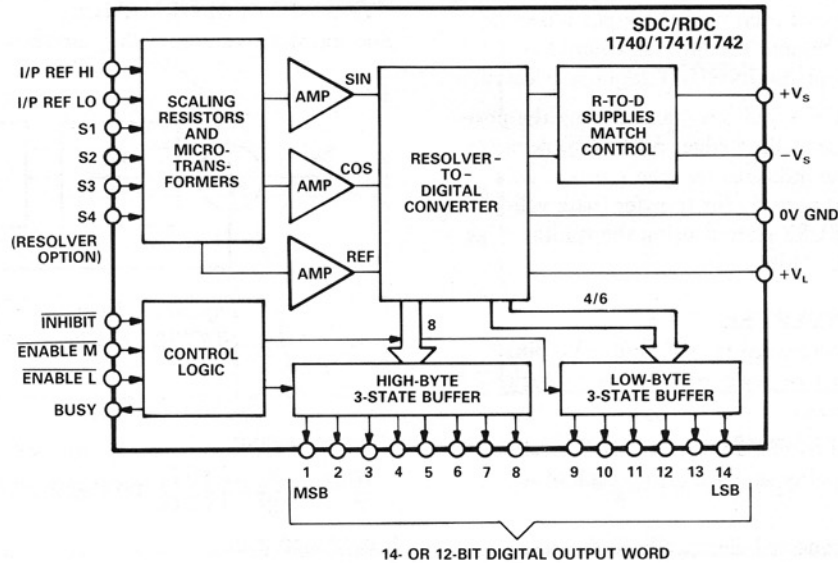 SDC/RDC
1740/1741/1742
I/P REF HI
I/P REF LO
S1
S2
S3
S4
(RESOLVER
OPTION)
INHIBIT
ENABLE M
ENABLE L
BUSY
SCALING
RESISTORS
AND
MICRO-
TRANS-
FORMERS
AMP
SIN
AMP
COS
AMP
REF
RESOLVER-
TO-
DIGITAL
CONVERTER
R-TO-D
SUPPLIES
MATCH
CONTROL
+VS
-VS
0V GND
+VL
CONTROL
LOGIC
8
4/6
HIGH-BYTE
3-STATE BUFFER
LOW-BYTE
3-STATE BUFFER
1 2 3 4 5 6 7 8 9 10 11 12 13 14
MSB LSB
14- OR 12-BIT DIGITAL OUTPUT WORD